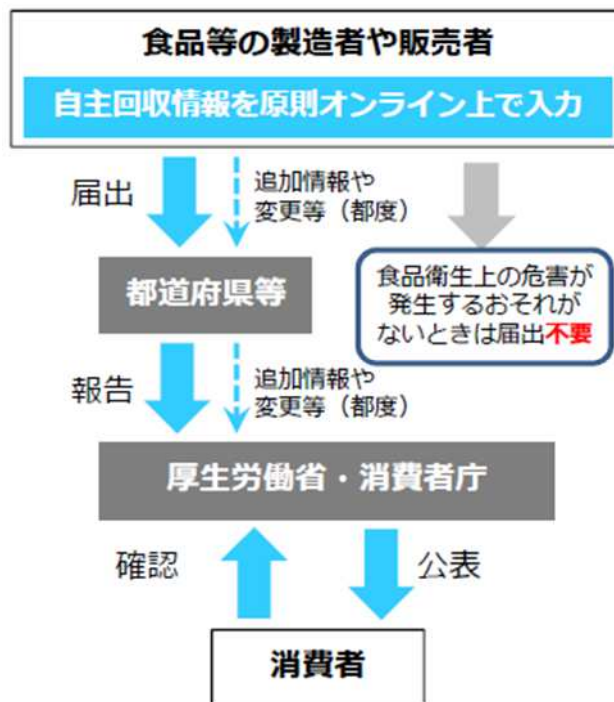 食品等の製造者や販売者
自主回収情報を原則オンライン上で入力
届出
追加情報や
変更等（都度）
都道府県等
食品衛生上の危害が
発生するおそれが
ないときは届出不要
報告
追加情報や
変更等（都度）
厚生労働省・消費者庁
確認
公表
消費者